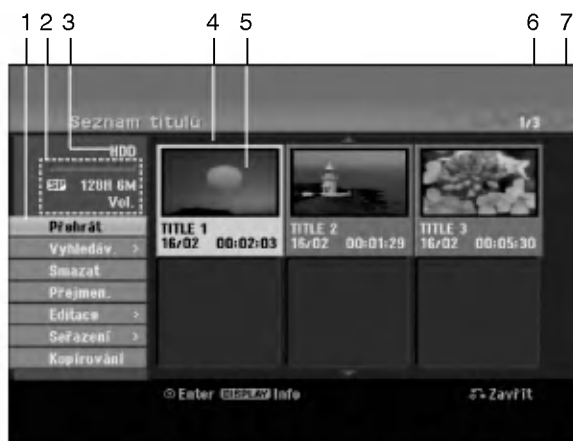 1 2 3 4 5 6 7
Seznam titulů
1/3
HDD
SP 128H 6M
Vol.
Přehrát
Vyhledáv. >
Smazat
Přejmen.
Editace >
Seřazení >
Kopírování
TITLE 1
16/02 00:02:03
TITLE 2
16/02 00:01:29
TITLE 3
16/02 00:05:30
Enter DISPLAY Info
Zavřít